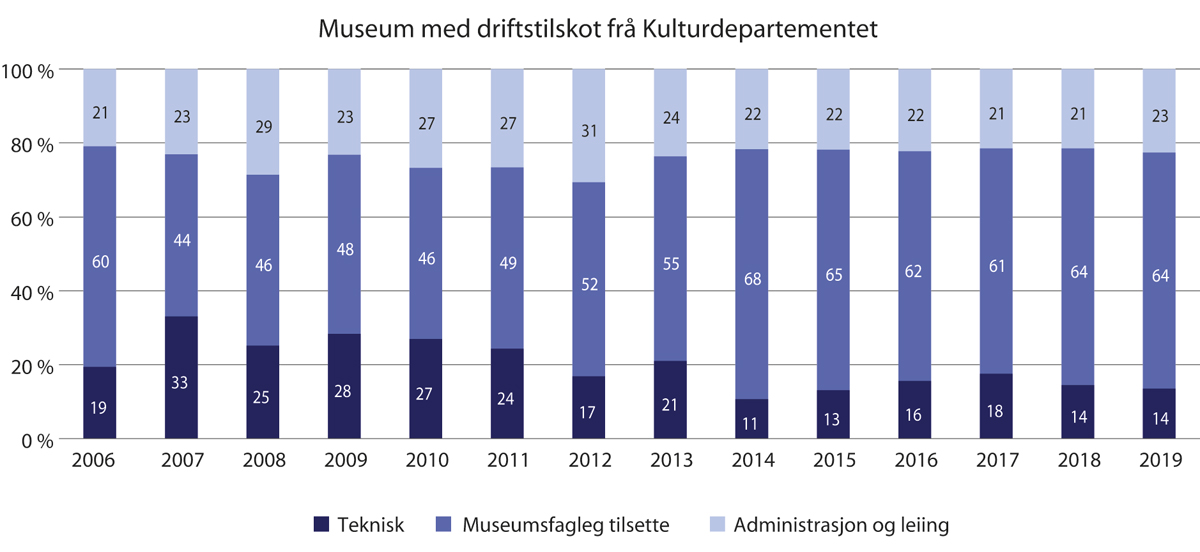 Museum med driftstilskot frå Kulturdepartementet
100 %
21 23 29 23 27 27 31 24 22 22 22 21 21 23
80 %
60 %
60 44 46 48 46 49 52 55 68 65 62 61 64 64
40 %
20 %
19 33 25 28 27 24 17 21 11 13 16 18 14 14
0 %
2006 2007 2008 2009 2010 2011 2012 2013 2014 2015 2016 2017 2018 2019
Teknisk Museumsfagleg tilsette Administrasjon og leiing